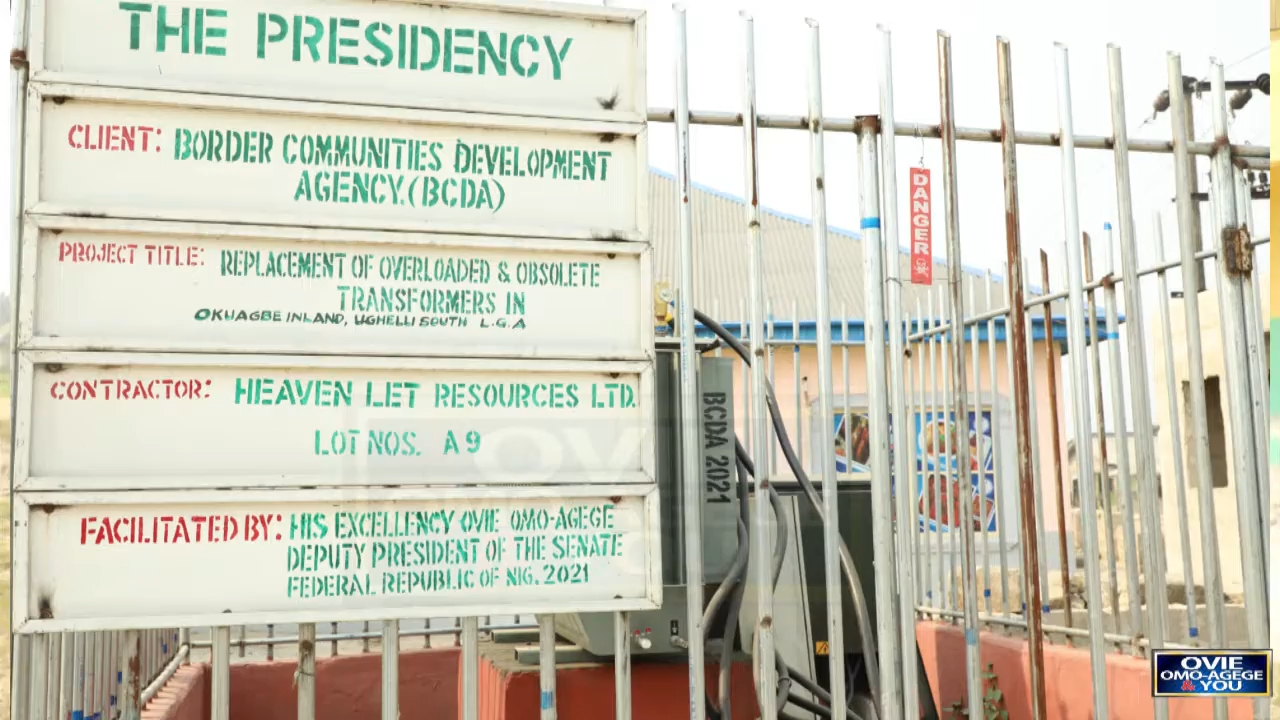 THE PRESIDENCY
CLIENT: BORDER COMMUNITIES DEVELOPMENT
AGENCY.(BCDA)
PROJECT TITLE: REPLACEMENT OF OVERLOADED & OBSOLETE
TRANSFORMERS IN
OKUAGBE INLAND, UGHELLI SOUTH L.G.A
CONTRACTOR: HEAVEN LET RESOURCES LTD.
LOT NOS. A 9
FACILITATED BY: HIS EXCELLENCY OVIE OMO-AGEGE
DEPUTY PRESIDENT OF THE SENATE
FEDERAL REPUBLIC OF NIG. 2021
DANGER
BCDA 2021
OVIE
OMO-AGEGE
& YOU